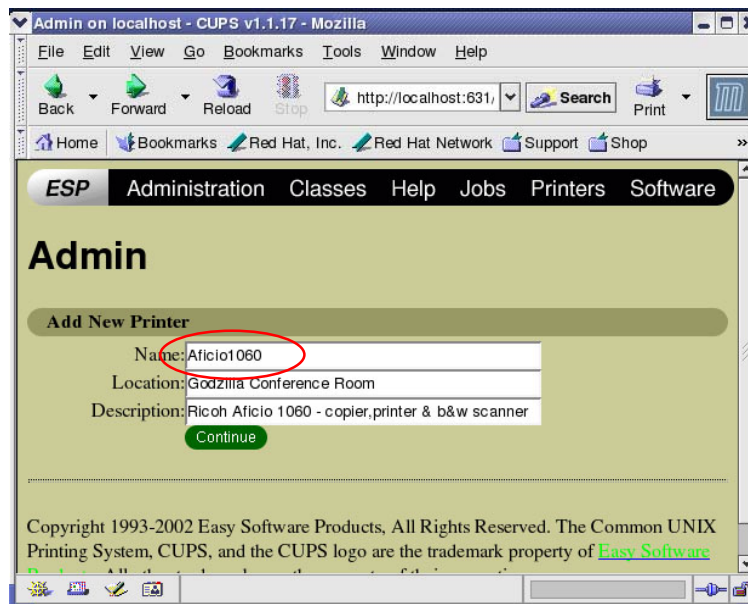 Admin on localhost - CUPS v1.1.17 - Mozilla
File Edit View Go Bookmarks Tools Window Help
Back Forward Reload Stop http://localhost:631/ Search Print
Home Bookmarks Red Hat, Inc. Red Hat Network Support Shop »
ESP Administration Classes Help Jobs Printers Software
Admin
Add New Printer
Name: Aficio1060
Location: Godzilla Conference Room
Description: Ricoh Aficio 1060 - copier,printer & b&w scanner
Continue
Copyright 1993-2002 Easy Software Products, All Rights Reserved. The Common UNIX
Printing System, CUPS, and the CUPS logo are the trademark property of Easy Software